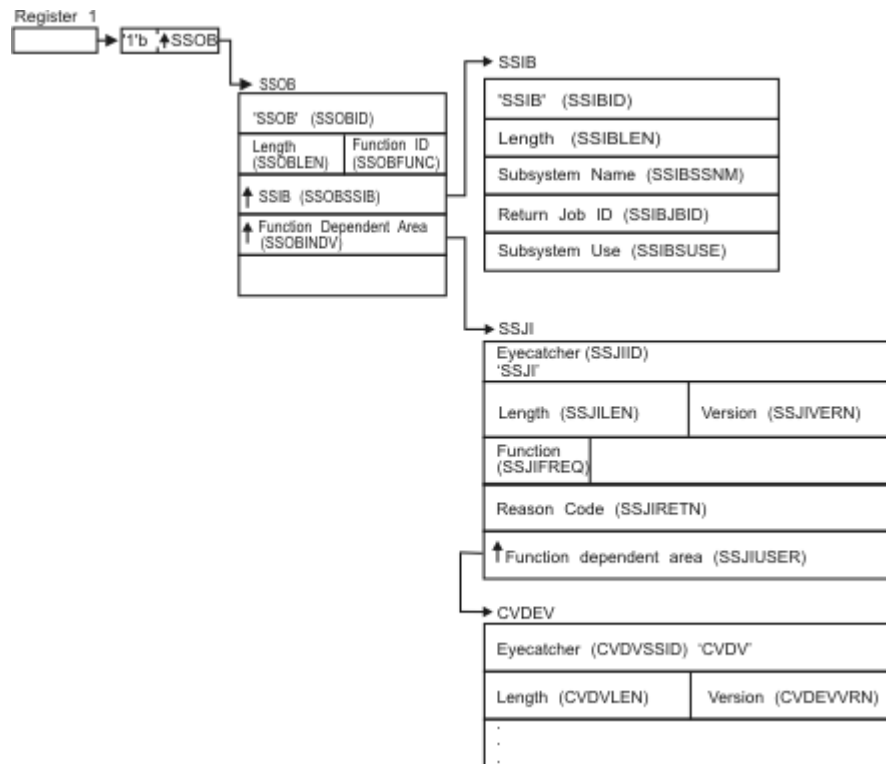 Register 1
'1'b SSOB
SSOB
'SSOB' (SSOBID)
Length
(SSOBLEN)
Function ID
(SSOBFUNC)
SSIB (SSOBSSIB)
Function Dependent Area
(SSOBINDV)
SSIB
"SSIB" (SSIBID)
Length (SSIBLEN)
Subsystem Name (SSIBSSNM)
Return Job ID (SSIBJBID)
Subsystem Use (SSIBSUSE)
SSJI
Eyecatcher (SSJIID)
'SSJI'
Length (SSJILEN)
Version (SSJIVERN)
Function
(SSJIFREQ)
Reason Code (SSJIRETN)
Function dependent area (SSJIUSER)
CVDEV
Eyecatcher (CVDVSSID) 'CVDV"
Length (CVDVLEN)
Version (CVDEVVRN)
.
.
.